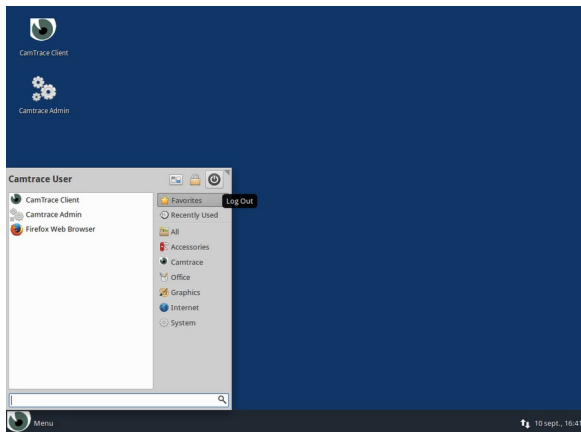 CamTrace Client
Camtrace Admin
Camtrace User
Log Out
CamTrace Client
Camtrace Admin
Firefox Web Browser
Favorites
Recently Used
All
Accessories
Camtrace
Office
Graphics
Internet
System
Menu
10 sept., 16:41